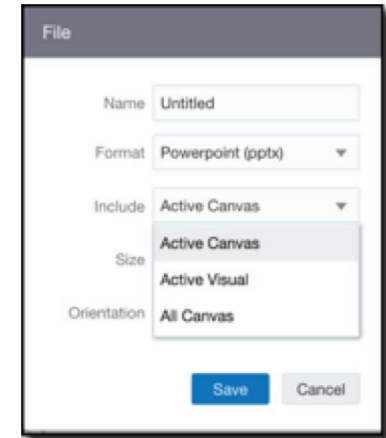 File
Name Untitled
Format Powerpoint (pptx)
Include Active Canvas
Active Canvas
Size
Active Visual
Orientation All Canvas
Save Cancel